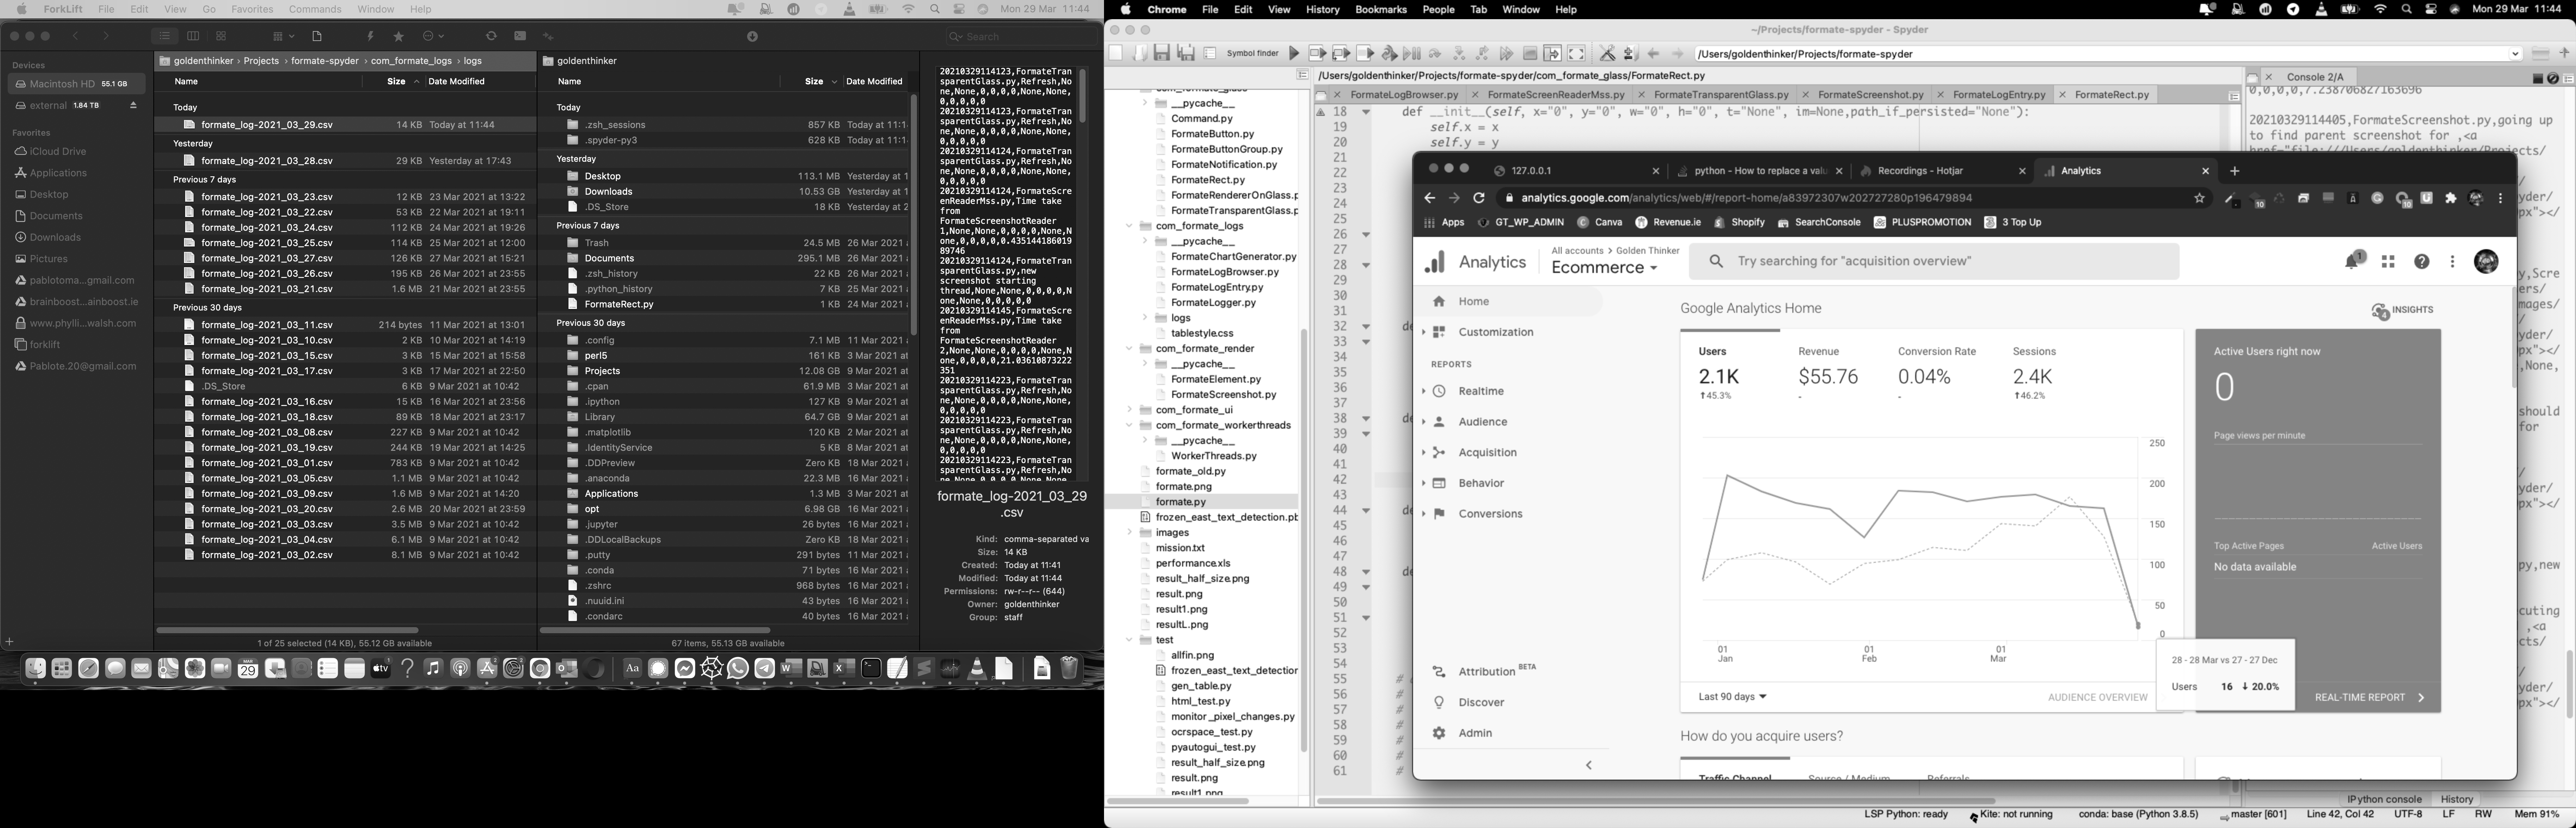 ForkLift File Edit View Go Favorites Commands Window Help
Mon 29 Mar 11:44
Search
Devices
Macintosh HD 55.1 GB
external 1.84 TB
Favorites
iCloud Drive
Applications
Desktop
Documents
Downloads
Pictures
pablotoma...gmail.com
brainboost...ainboost.ie
www.phylli...walsh.com
forklift
Pablote.20@gmail.com
goldenthinker › Projects › formate-spyder › com_formate_logs › logs
Name Size Date Modified
Today
formate_log-2021_03_29.csv 14 KB Today at 11:44
Yesterday
formate_log-2021_03_28.csv 29 KB Yesterday at 17:43
Previous 7 days
formate_log-2021_03_23.csv 12 KB 23 Mar 2021 at 13:22
formate_log-2021_03_22.csv 53 KB 22 Mar 2021 at 19:11
formate_log-2021_03_24.csv 112 KB 24 Mar 2021 at 19:26
formate_log-2021_03_25.csv 114 KB 25 Mar 2021 at 12:00
formate_log-2021_03_27.csv 126 KB 27 Mar 2021 at 15:21
formate_log-2021_03_26.csv 195 KB 26 Mar 2021 at 23:55
formate_log-2021_03_21.csv 1.6 MB 21 Mar 2021 at 23:55
Previous 30 days
formate_log-2021_03_11.csv 214 bytes 11 Mar 2021 at 13:01
formate_log-2021_03_10.csv 2 KB 10 Mar 2021 at 14:19
formate_log-2021_03_15.csv 3 KB 15 Mar 2021 at 15:58
formate_log-2021_03_17.csv 3 KB 17 Mar 2021 at 22:50
.DS_Store 6 KB 9 Mar 2021 at 10:42
formate_log-2021_03_16.csv 15 KB 16 Mar 2021 at 23:56
formate_log-2021_03_18.csv 89 KB 18 Mar 2021 at 23:17
formate_log-2021_03_08.csv 227 KB 9 Mar 2021 at 10:42
formate_log-2021_03_19.csv 244 KB 19 Mar 2021 at 14:25
formate_log-2021_03_01.csv 783 KB 9 Mar 2021 at 10:42
formate_log-2021_03_05.csv 1.1 MB 9 Mar 2021 at 10:42
formate_log-2021_03_09.csv 1.6 MB 9 Mar 2021 at 14:20
formate_log-2021_03_20.csv 2.6 MB 20 Mar 2021 at 23:59
formate_log-2021_03_03.csv 3.5 MB 9 Mar 2021 at 10:42
formate_log-2021_03_04.csv 6.1 MB 9 Mar 2021 at 10:42
formate_log-2021_03_02.csv 8.1 MB 9 Mar 2021 at 10:42
1 of 25 selected (14 KB), 55.12 GB available
goldenthinker
Name Size Date Modified
Today
.zsh_sessions 857 KB Today at 11:1
.spyder-py3 628 KB Today at 11:1
Yesterday
Desktop 113.1 MB Yesterday at 1
Downloads 10.53 GB Yesterday at 1
.DS_Store 18 KB Yesterday at 2
Previous 7 days
Trash 24.5 MB 26 Mar 2021
Documents 295.1 MB 26 Mar 2021
.zsh_history 22 KB 26 Mar 2021
.python_history 7 KB 25 Mar 2021
FormateRect.py 1 KB 24 Mar 2021
Previous 30 days
.config 7.1 MB 11 Mar 2021
perl5 161 KB 3 Mar 2021 at
Projects 12.08 GB 9 Mar 2021 at
.cpan 61.9 MB 3 Mar 2021 at
.ipython 127 KB 9 Mar 2021 at
Library 64.7 GB 9 Mar 2021 at
.matplotlib 120 KB 2 Mar 2021 at
.IdentityService 5 KB 8 Mar 2021 at
.DDPreview Zero KB 18 Mar 2021
.anaconda 22.3 MB 16 Mar 2021
Applications 1.3 MB 3 Mar 2021 at
opt 6.98 GB 16 Mar 2021
.jupyter 26 bytes 16 Mar 2021
.DDLocalBackups Zero KB 18 Mar 2021
.putty 291 bytes 11 Mar 2021
.conda 71 bytes 16 Mar 2021
.zshrc 968 bytes 16 Mar 2021
.nuuid.ini 43 bytes 16 Mar 2021
.condarc 40 bytes 16 Mar 2021
67 items, 55.13 GB available
20210329114123,FormateTran
sparentGlass.py,Refresh,No
ne,None,0,0,0,0,None,None,
0,0,0,0,0
20210329114124,FormateTran
sparentGlass.py,Refresh,No
ne,None,0,0,0,0,None,None,
0,0,0,0,0
20210329114124,FormateScre
enReaderMss.py,Time take
from
FormateScreenshotReader
1,None,None,0,0,0,0,None,N
one,0,0,0,0,0.435144186019
89746
20210329114124,FormateTran
sparentGlass.py,new
screenshot starting
thread,None,None,0,0,0,0,N
one,None,0,0,0,0,0
20210329114145,FormateScre
enReaderMss.py,Time take
from
FormateScreenshotReader
2,None,None,0,0,0,0,None,N
one,0,0,0,0,21.03610873222
351
20210329114223,FormateTran
sparentGlass.py,Refresh,No
ne,None,0,0,0,0,None,None,
0,0,0,0,0
20210329114223,FormateTran
sparentGlass.py,Refresh,No
ne,None,0,0,0,0,None,None,
0,0,0,0,0
20210329114223,FormateTran
sparentGlass.py,Refresh,No
formate_log-2021_03_29
.csv
Kind: comma-separated va
Size: 14 KB
Created: Today at 11:41
Modified: Today at 11:44
Permissions: rw-r--r-- (644)
Owner: goldenthinker
Group: staff
Chrome File Edit View History Bookmarks People Tab Window Help
Mon 29 Mar 11:44
~/Projects/formate-spyder - Spyder
Symbol finder
/Users/goldenthinker/Projects/formate-spyder
/Users/goldenthinker/Projects/formate-spyder/com_formate_glass/FormateRect.py
FormateLogBrowser.py FormateScreenReaderMss.py FormateTransparentGlass.py FormateScreenshot.py FormateLogEntry.py FormateRect.py
__pycache__
Command.py
FormateButton.py
FormateButtonGroup.py
FormateNotification.py
FormateRect.py
FormateRendererOnGlass.p
FormateTransparentGlass.p
com_formate_logs
__pycache__
FormateChartGenerator.py
FormateLogBrowser.py
FormateLogEntry.py
FormateLogger.py
logs
tablestyle.css
com_formate_render
__pycache__
FormateElement.py
FormateScreenshot.py
com_formate_ui
com_formate_workerthreads
__pycache__
WorkerThreads.py
formate_old.py
formate.png
formate.py
frozen_east_text_detection.pb
images
mission.txt
performance.xls
result_half_size.png
result.png
result1.png
resultL.png
test
allfin.png
frozen_east_text_detection
gen_table.py
html_test.py
monitor_pixel_changes.py
ocrspace_test.py
pyautogui_test.py
result_half_size.png
result.png
result1.png
18 def __init__(self, x="0", y="0", w="0", h="0", t="None", im=None,path_if_persisted="None"):
19 self.x = x
20 self.y = y
21
22
23
24
25
26
27
28
29
30
31
32
33
34
35
36
37
38
39
40
41
42
43
44
45
46
47
48
49
50
51
52
53
54
55 #
56 #
57 #
58 #
59 #
60 #
61 #
Console 2/A
0,0,0,0,7.238706827163696
20210329114405,FormateScreenshot.py,going up
to find parent screenshot for ,<a
href="file:///Users/goldenthinker/Projects/
IPython console History
LSP Python: ready Kite: not running conda: base (Python 3.8.5) master [601] Line 42, Col 42 UTF-8 LF RW Mem 91%
127.0.0.1 python - How to replace a valu Recordings - Hotjar Analytics
analytics.google.com/analytics/web/#/report-home/a83972307w202727280p196479894
Apps GT_WP_ADMIN Canva Revenue.ie Shopify SearchConsole PLUSPROMOTION 3 Top Up
Analytics
All accounts > Golden Thinker
Ecommerce
Try searching for "acquisition overview"
Home
Customization
REPORTS
Realtime
Audience
Acquisition
Behavior
Conversions
Attribution BETA
Discover
Admin
Google Analytics Home
INSIGHTS
Users Revenue Conversion Rate Sessions
2.1K $55.76 0.04% 2.4K
↑45.3% - - ↑46.2%
250
200
150
100
50
0
01 Jan
01 Feb
01 Mar
28 - 28 Mar vs 27 - 27 Dec
Users 16 ↓ 20.0%
Last 90 days
AUDIENCE OVERVIEW
Active Users right now
0
Page views per minute
Top Active Pages Active Users
No data available
REAL-TIME REPORT
How do you acquire users?
Traffic Channel Source / Medium Referrals